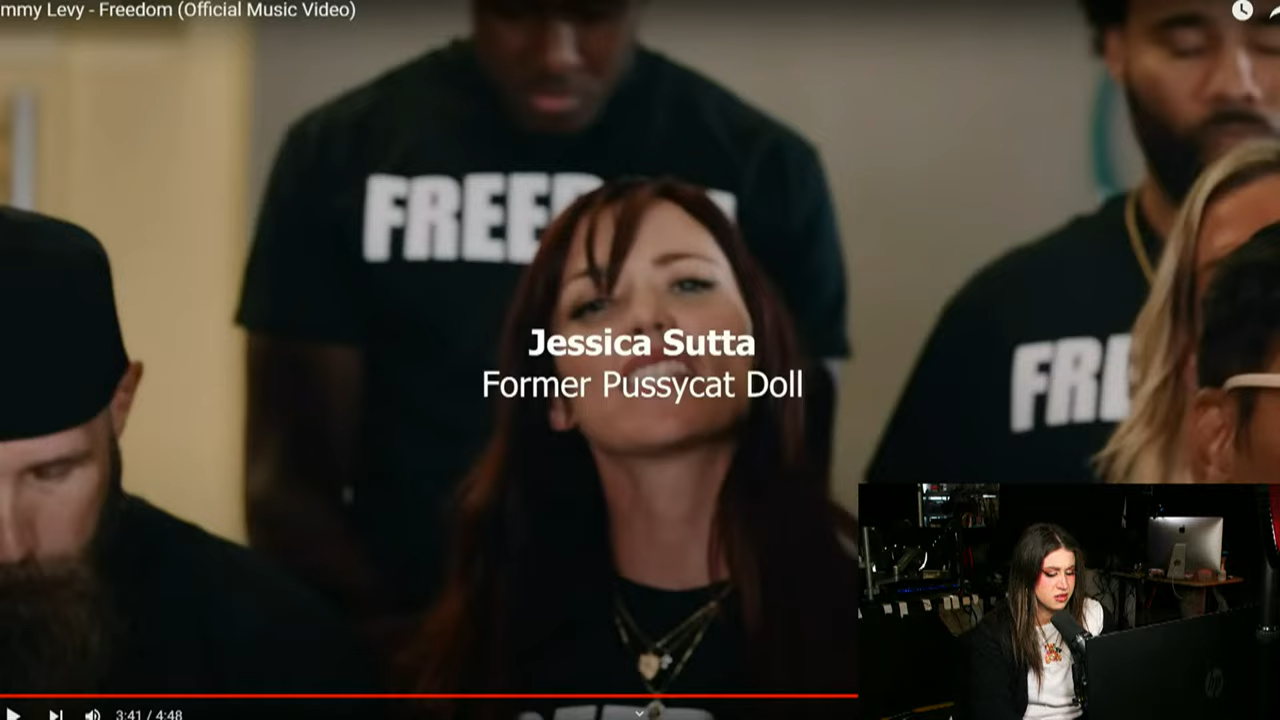 mmy Levy - Freedom (Official Music Video)
FREE
Jessica Sutta
Former Pussycat Doll
FRE
3:41 / 4:48